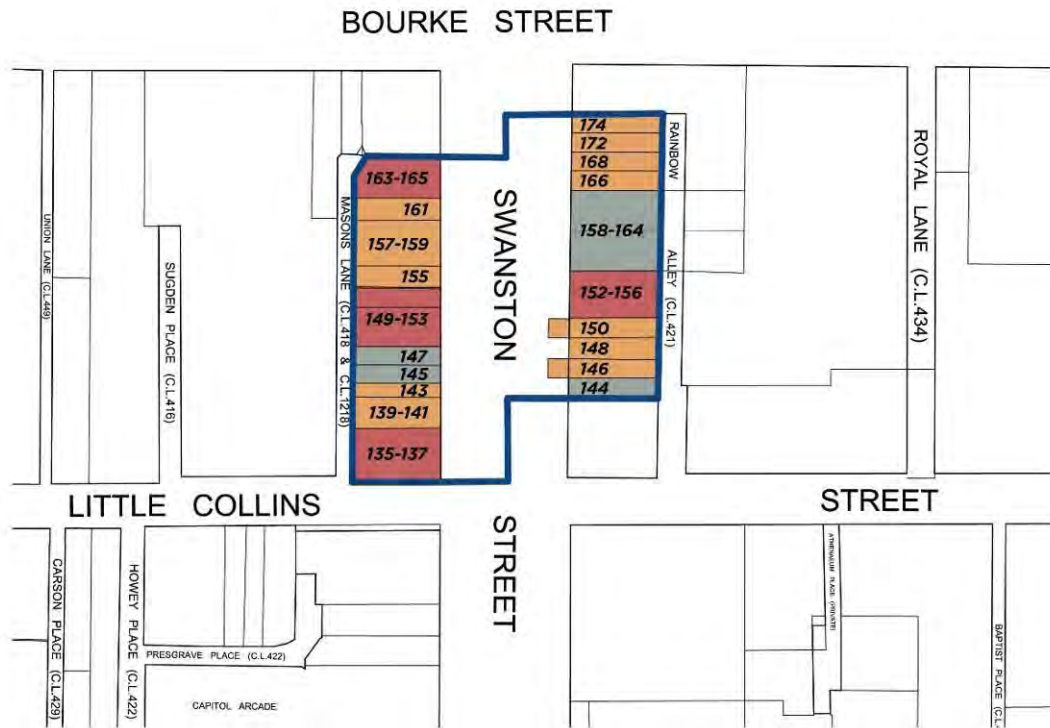 BOURKE STREET
174
172
168
166
158-164
152-156
150
148
146
144
163-165
161
157-159
155
149-153
147
145
143
139-141
135-137
SWANSTON
STREET
UNION LANE (C.L.449)
SUGDEN PLACE (C.L.416)
MASONS LANE (C.L.418 & C.L.1218)
RAINBOW ALLEY (C.L.421)
ROYAL LANE (C.L.434)
LITTLE COLLINS STREET
CARSON PLACE (C.L.429)
HOWEY PLACE (C.L.422)
PRESGRAVE PLACE (C.L.422)
CAPITOL ARCADE
ATHENAEUM PLACE (PRIVATE)
BAPTIST PLACE (C.L.